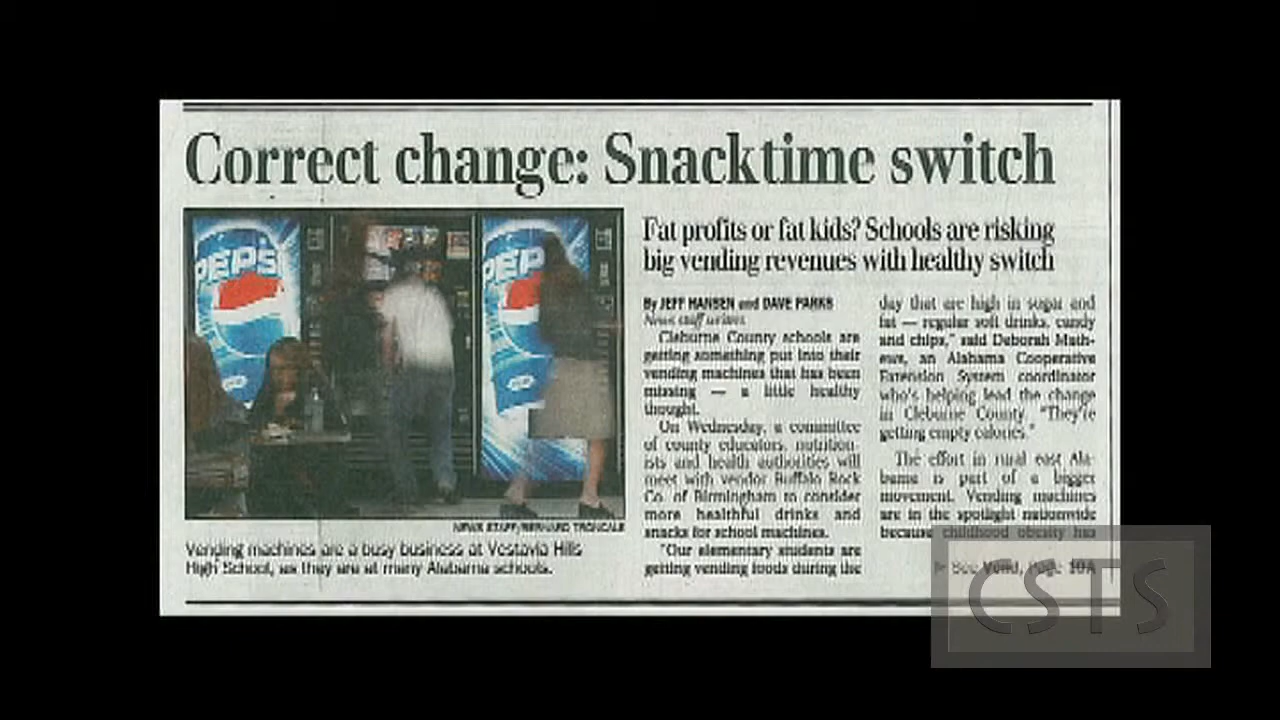 Correct change: Snacktime switch
PEPSI
PEP
Fat profits or fat kids? Schools are risking
big vending revenues with healthy switch
By JEFF HANSEN and DAVE PARKS
News staff writers
Cleburne County schools are
getting something put into their
vending machines that has been
missing — a little healthy
thought.
On Wednesday, a committee
of county educators, nutrition-
ists and health authorities will
meet with vendor Buffalo Rock
Co. of Birmingham to consider
more healthful drinks and
snacks for school machines.
"Our elementary students are
getting vending foods during the
day that are high in sugar and
fat — regular soft drinks, candy
and chips," said Deborah Math-
ews, an Alabama Cooperative
Extension System coordinator
who's helping lead the change
in Cleburne County. "They're
getting empty calories."
The effort in rural east Ala-
bama is part of a bigger
movement. Vending machines
are in the spotlight nationwide
because childhood obesity has
See Vend, Page 10A
NEWS STAFF/BERNARD TRONCALE
Vending machines are a busy business at Vestavia Hills
High School, as they are at many Alabama schools.
CSTS